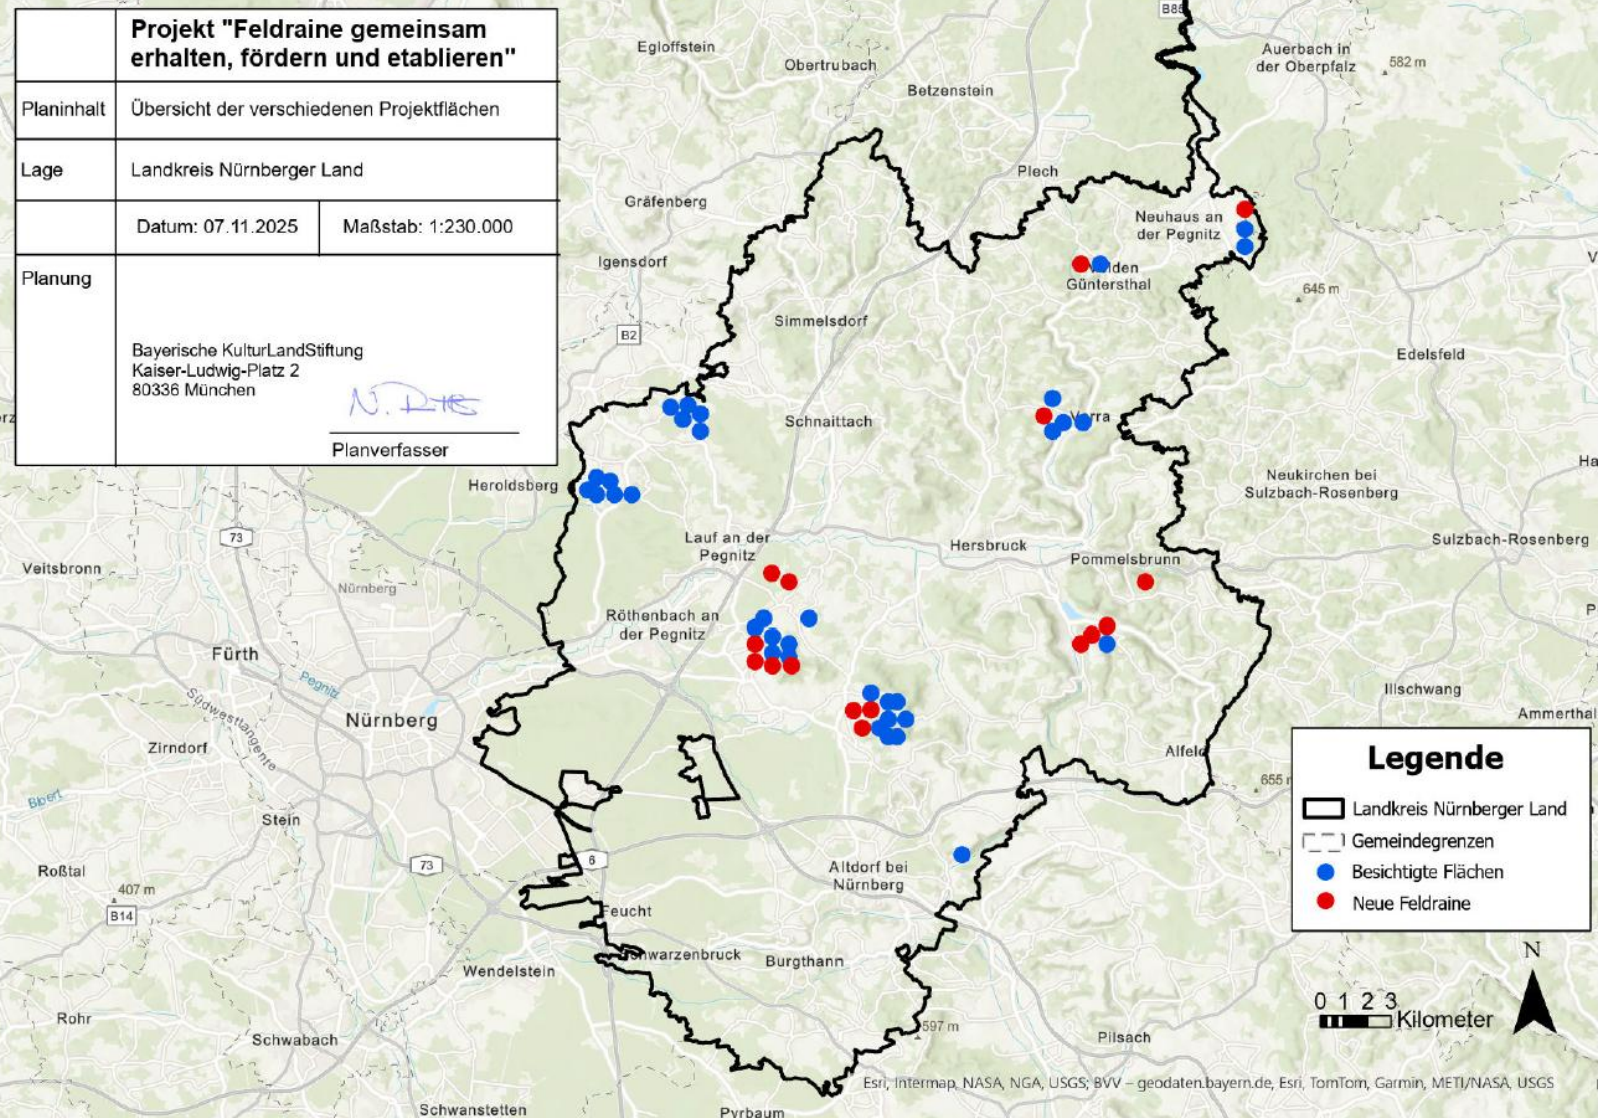 Projekt "Feldraine gemeinsam
erhalten, fördern und etablieren"
Planinhalt
Übersicht der verschiedenen Projektflächen
Lage
Landkreis Nürnberger Land
Datum: 07.11.2025
Maßstab: 1:230.000
Planung
Bayerische KulturLandStiftung
Kaiser-Ludwig-Platz 2
80336 München
Planverfasser
Egloffstein
Obertrubach
Betzenstein
Auerbach in
der Oberpfalz
582 m
Plech
Gräfenberg
Neuhaus an
der Pegnitz
Igensdorf
Güntersthal
645 m
Simmelsdorf
B2
Edelsfeld
Schnaittach
Heroldsberg
Neukirchen bei
Sulzbach-Rosenberg
73
Lauf an der
Pegnitz
Hersbruck
Pommelsbrunn
Sulzbach-Rosenberg
Veitsbronn
Nürnberg
Röthenbach an
der Pegnitz
Fürth
Pegnitz
Südwesttangente
Nürnberg
Zirndorf
Illschwang
Ammerthal
Alfeld
655 m
Bibert
Stein
Roßtal
407 m
B14
73
6
Altdorf bei
Nürnberg
Feucht
Wendelstein
Burgthann
Rohr
Schwabach
597 m
Pilsach
Schwanstetten
Pyrbaum
Legende
Landkreis Nürnberger Land
Gemeindegrenzen
Besichtigte Flächen
Neue Feldraine
N
0 1 2 3
Kilometer
Esri, Intermap, NASA, NGA, USGS; BVV – geodaten.bayern.de, Esri, TomTom, Garmin, METI/NASA, USGS